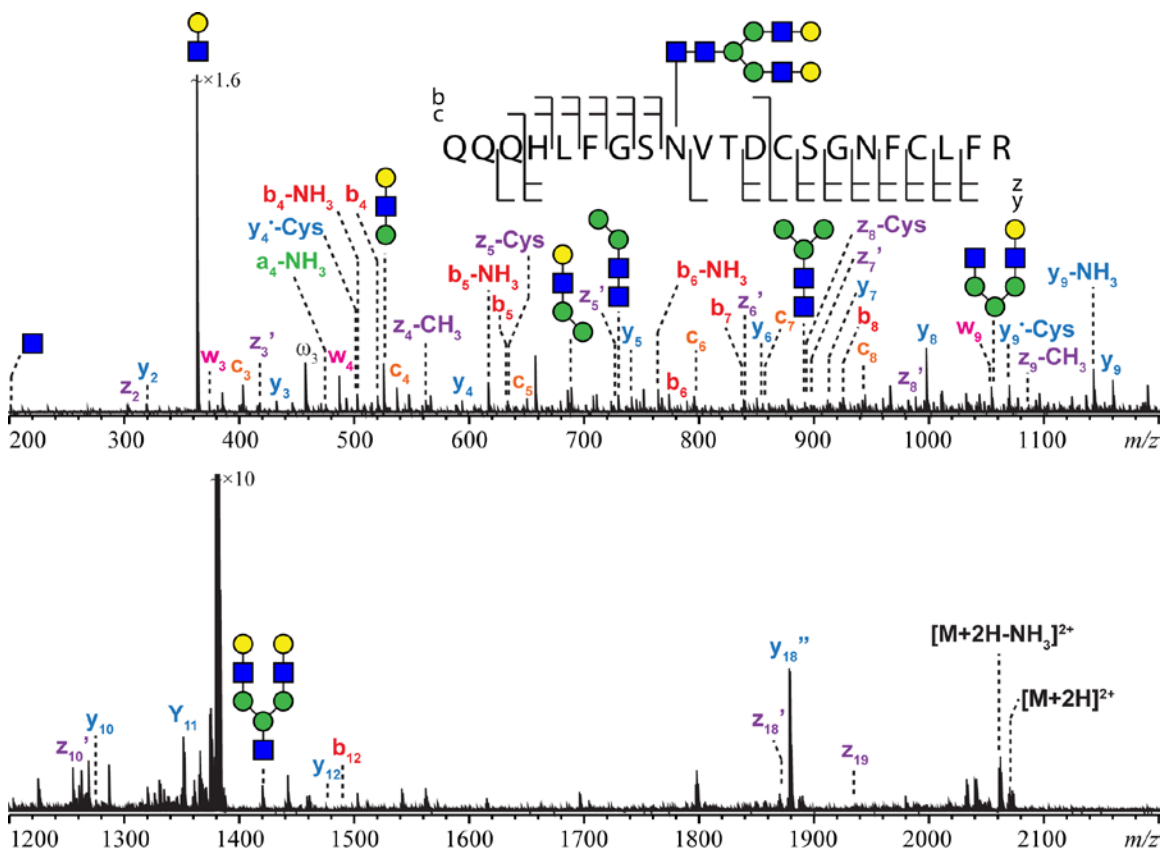 ~×1.6
b
c
QQQHLFGSNVTDCSGNFCLFR
z
y
b₄-NH₃ b₄
y₄˙-Cys
a₄-NH₃
z₅-Cys
b₅-NH₃
b₅
z₅'
b₆-NH₃
z₈-Cys
z₇'
y₇
b₈
y₉-NH₃
z₄-CH₃
y₅
b₇ z₆'
y₆ c₇
w₉ y₉˙-Cys
z₉-CH₃
w₃ z₃' ω₃ w₄
z₂ y₂ c₃ y₃ c₄ y₄ c₅ b₆ c₆ c₈ z₈' y₈ y₉
200 300 400 500 600 700 800 900 1000 1100 m/z
~×10
[M+2H-NH₃]²⁺
[M+2H]²⁺
y₁₈''
z₁₈'
z₁₉
z₁₀' y₁₀ Y₁₁
y₁₂ b₁₂
1200 1300 1400 1500 1600 1700 1800 1900 2000 2100 m/z